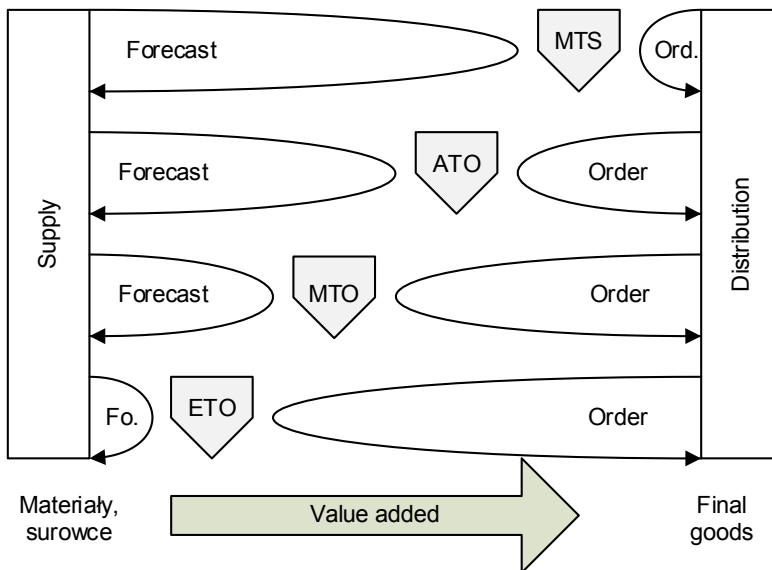 Forecast
MTS
Ord.
Forecast
ATO
Order
Supply
Distribution
Forecast
MTO
Order
Fo.
ETO
Order
Materiały,
surowce
Value added
Final
goods